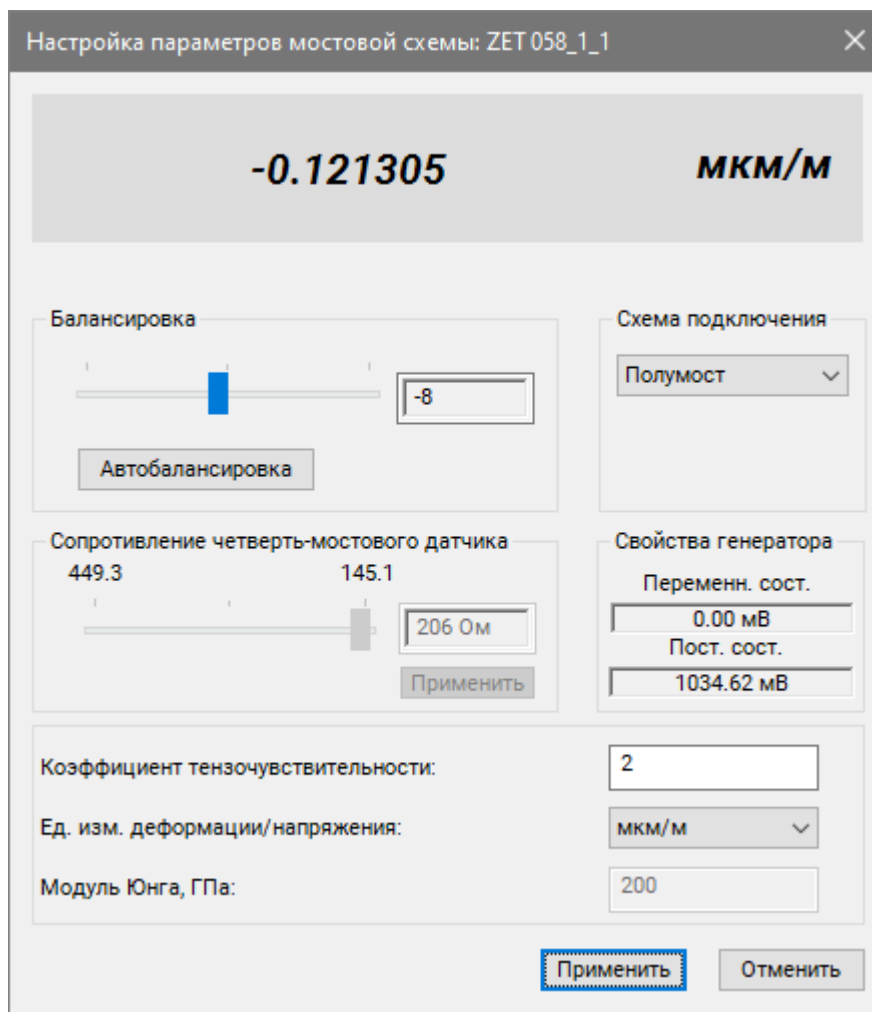 Настройка параметров мостовой схемы: ZET 058_1_1
-0.121305 мкм/м
Балансировка
-8
Автобалансировка
Схема подключения
Полумост
Сопротивление четверть-мостового датчика
449.3 145.1
206 Ом
Применить
Свойства генератора
Переменн. сост.
0.00 мВ
Пост. сост.
1034.62 мВ
Коэффициент тензочувствительности: 2
Ед. изм. деформации/напряжения: мкм/м
Модуль Юнга, ГПа: 200
Применить Отменить